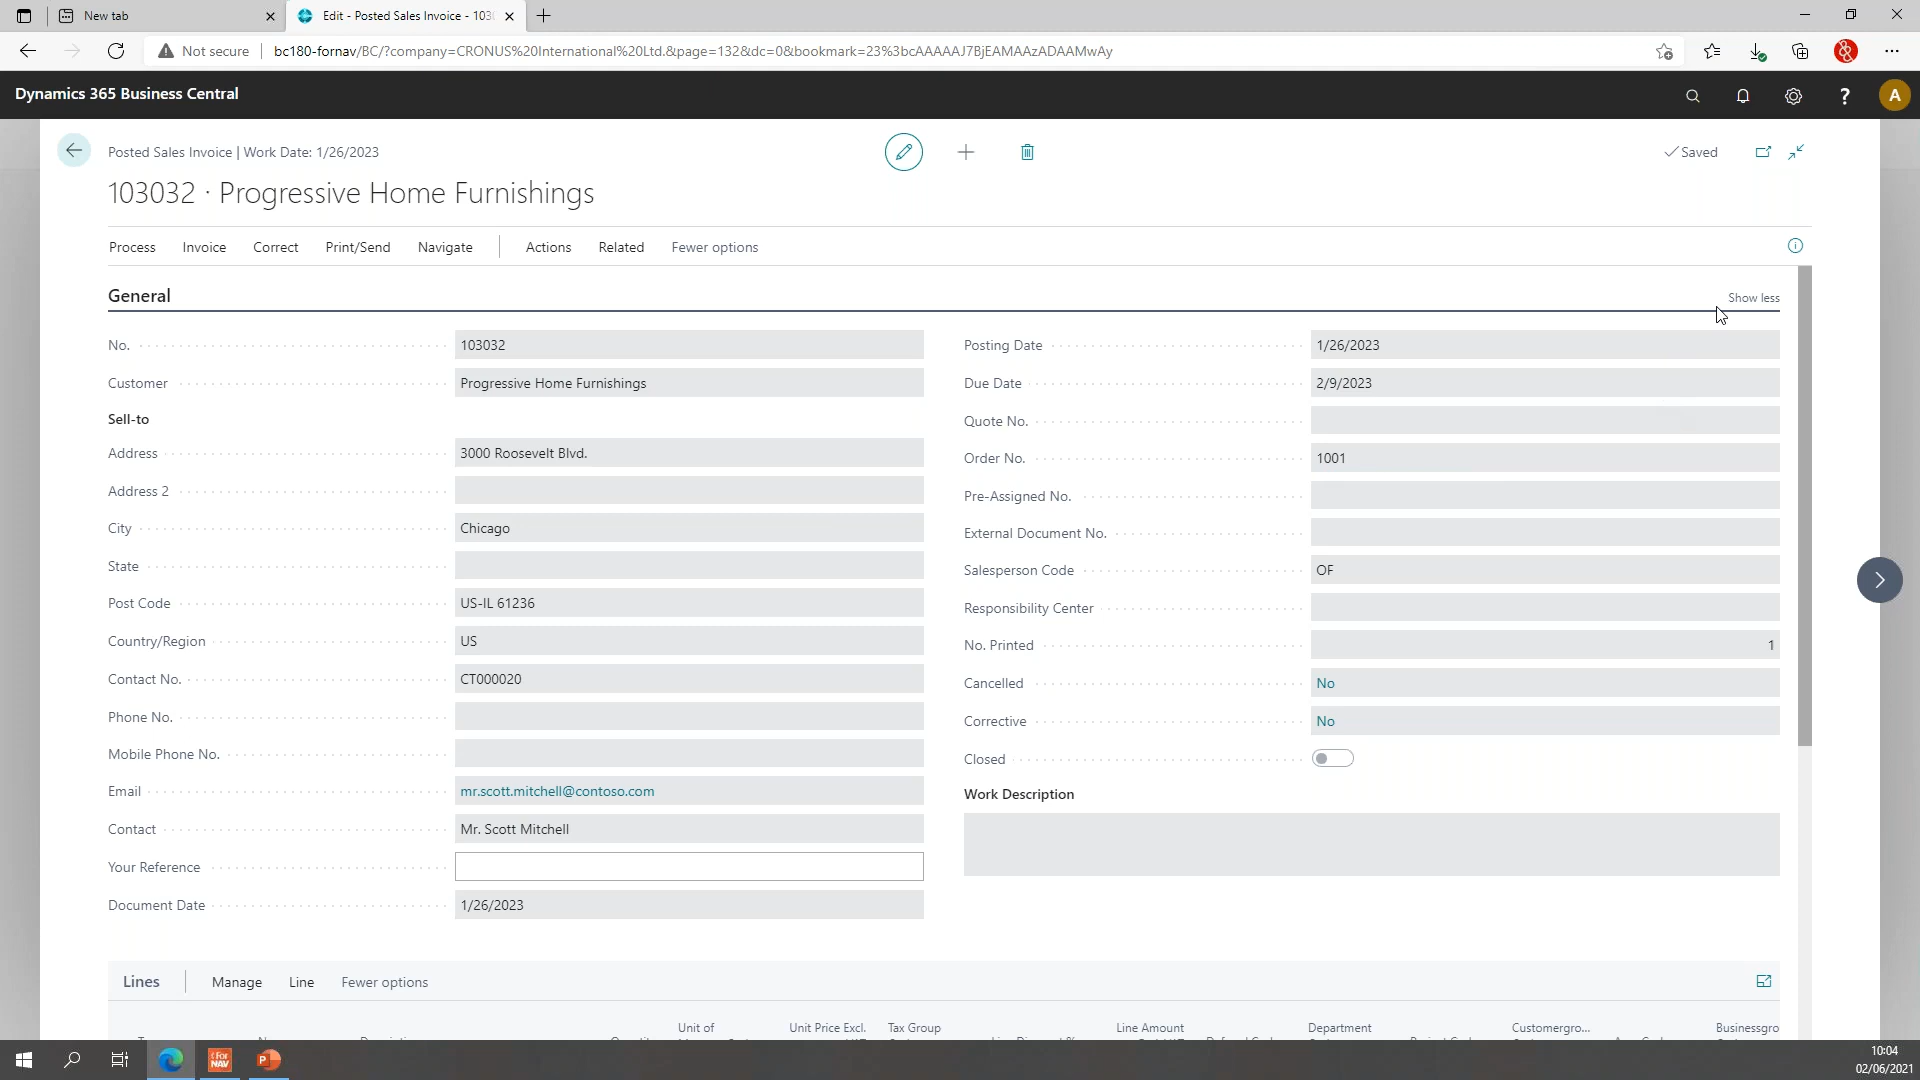 New tab
Edit - Posted Sales Invoice - 103
Not secure
bc180-fornav/BC/?company=CRONUS%20International%20Ltd.&page=132&dc=0&bookmark=23%3bcAAAAAJ7BjEAMAAzADAAMwAy
Dynamics 365 Business Central
A
Posted Sales Invoice | Work Date: 1/26/2023
Saved
103032 · Progressive Home Furnishings
Process Invoice Correct Print/Send Navigate Actions Related Fewer options
General
Show less
No. 103032
Customer Progressive Home Furnishings
Sell-to
Address 3000 Roosevelt Blvd.
Address 2
City Chicago
State
Post Code US-IL 61236
Country/Region US
Contact No. CT000020
Phone No.
Mobile Phone No.
Email mr.scott.mitchell@contoso.com
Contact Mr. Scott Mitchell
Your Reference
Document Date 1/26/2023
Posting Date 1/26/2023
Due Date 2/9/2023
Quote No.
Order No. 1001
Pre-Assigned No.
External Document No.
Salesperson Code OF
Responsibility Center
No. Printed 1
Cancelled No
Corrective No
Closed
Work Description
Lines Manage Line Fewer options
Unit of Unit Price Excl. Tax Group Line Amount Department Customergro... Businessgro
10:04
02/06/2021